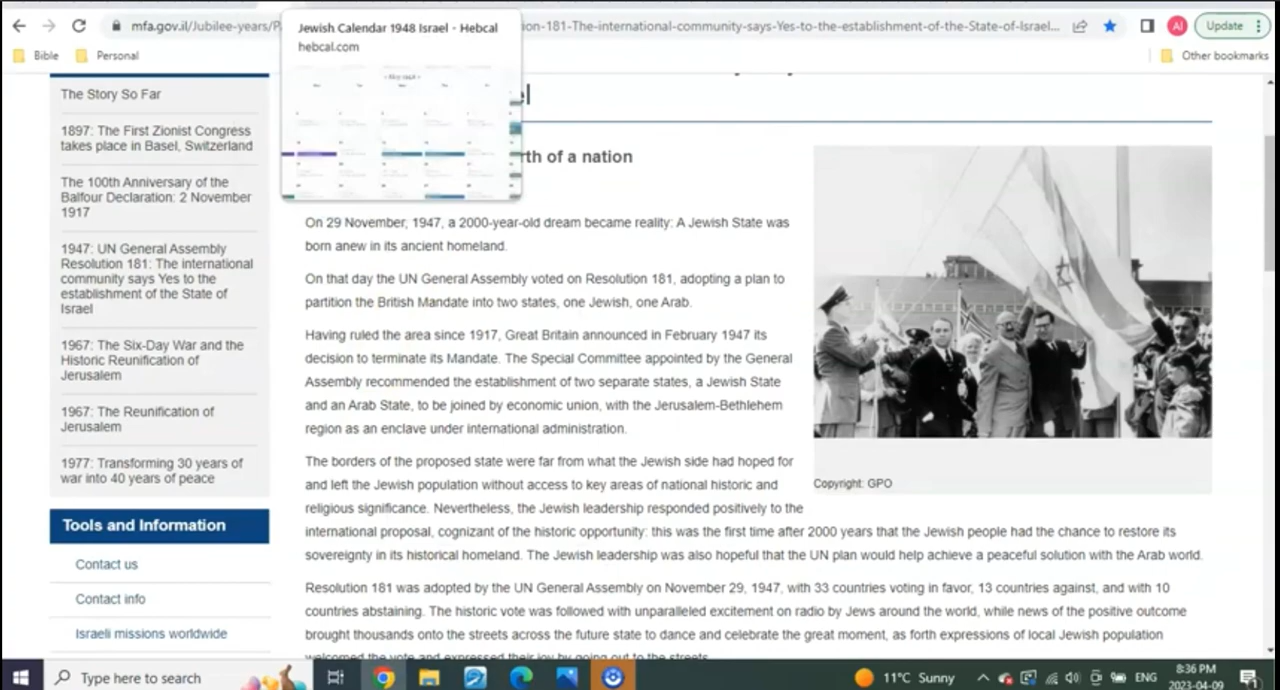 Jewish Calendar 1948 Israel - Hebcal
hebcal.com
mfa.gov.il/Jubilee-years/P
ion-181-The-international-community-says-Yes-to-the-establishment-of-the-State-of-Israel...
Al
Update
Bible
Personal
Other bookmarks
The Story So Far
1897: The First Zionist Congress
takes place in Basel, Switzerland
The 100th Anniversary of the
Balfour Declaration: 2 November
1917
1947: UN General Assembly
Resolution 181: The international
community says Yes to the
establishment of the State of
Israel
1967: The Six-Day War and the
Historic Reunification of
Jerusalem
1967: The Reunification of
Jerusalem
1977: Transforming 30 years of
war into 40 years of peace
Tools and Information
Contact us
Contact info
Israeli missions worldwide
el
rth of a nation
On 29 November, 1947, a 2000-year-old dream became reality: A Jewish State was
born anew in its ancient homeland.
On that day the UN General Assembly voted on Resolution 181, adopting a plan to
partition the British Mandate into two states, one Jewish, one Arab.
Having ruled the area since 1917, Great Britain announced in February 1947 its
decision to terminate its Mandate. The Special Committee appointed by the General
Assembly recommended the establishment of two separate states, a Jewish State
and an Arab State, to be joined by economic union, with the Jerusalem-Bethlehem
region as an enclave under international administration.
The borders of the proposed state were far from what the Jewish side had hoped for
and left the Jewish population without access to key areas of national historic and
religious significance. Nevertheless, the Jewish leadership responded positively to the
international proposal, cognizant of the historic opportunity: this was the first time after 2000 years that the Jewish people had the chance to restore its
sovereignty in its historical homeland. The Jewish leadership was also hopeful that the UN plan would help achieve a peaceful solution with the Arab world.
Resolution 181 was adopted by the UN General Assembly on November 29, 1947, with 33 countries voting in favor, 13 countries against, and with 10
countries abstaining. The historic vote was followed with unparalleled excitement on radio by Jews around the world, while news of the positive outcome
brought thousands onto the streets across the future state to dance and celebrate the great moment, as forth expressions of local Jewish population
welcomed the vote and expressed their joy by going out to the streets.
Copyright: GPO
Type here to search
11°C Sunny
ENG
8:36 PM
2023-04-09
1